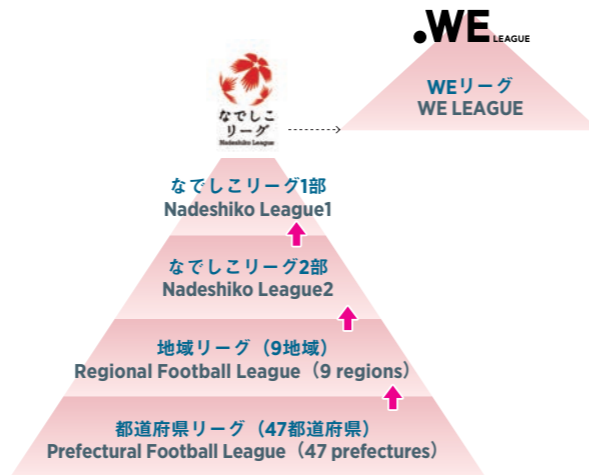 .WE LEAGUE
WEリーグ
WE LEAGUE
なでしこ
リーグ
Nadeshiko League
なでしこリーグ1部
Nadeshiko League1
なでしこリーグ2部
Nadeshiko League2
地域リーグ（9地域）
Regional Football League（9 regions）
都道府県リーグ（47都道府県）
Prefectural Football League（47 prefectures）